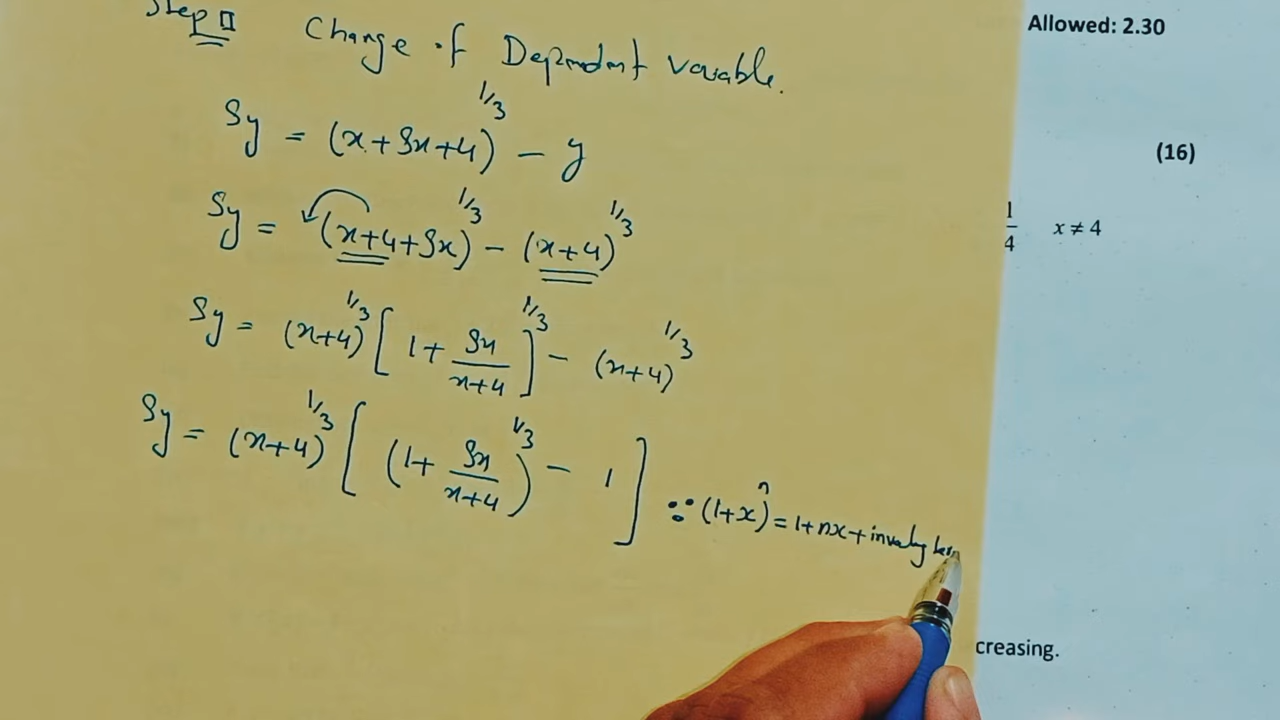 Step II Change of Dependent Variable.
δy = (x+δx+4)^1/3 − y
δy = (x+4+δx)^1/3 − (x+4)^1/3
δy = (x+4)^1/3 [1 + δx/x+4]^1/3 − (x+4)^1/3
δy = (x+4)^1/3 [(1 + δx/x+4)^1/3 − 1]
∵ (1+x)^n = 1+nx+
Allowed: 2.30
(16)
1/4 x ≠ 4
creasing.